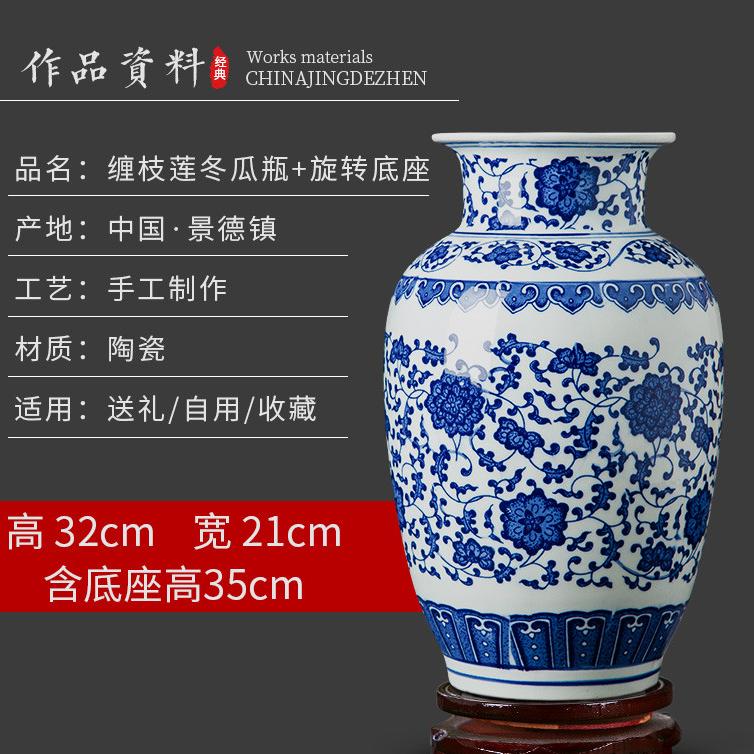 作品資料
经典
Works materials
CHINAJINGDEZHEN
品名：缠枝莲冬瓜瓶+旋转底座
产地：中国·景德镇
工艺：手工制作
材质：陶瓷
适用：送礼/自用/收藏
高 32cm 宽 21cm
含底座高35cm